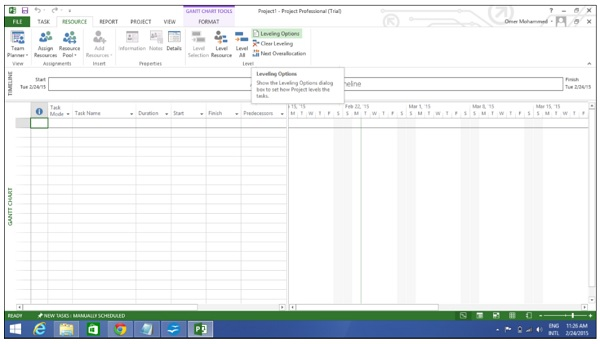 GANTT CHART TOOLS
Project1 - Project Professional (Trial)
FILE TASK RESOURCE REPORT PROJECT VIEW FORMAT
Omer Mohammed
Team Planner
Assign Resources
Resource Pool
Add Resources
Information
Notes
Details
Level Selection
Level Resource
Level All
Leveling Options
Clear Leveling
Next Overallocation
View
Assignments
Insert
Properties
Level
Leveling Options
Show the Leveling Options dialog
box to set how Project levels the
tasks.
TIMELINE
Start
Tue 2/24/15
Finish
Tue 2/24/15
Task Mode
Task Name
Duration
Start
Finish
Predecessors
15, '15
Feb 22, '15
Mar 1, '15
Mar 8, '15
Mar 15, '15
M T W T F S S M T W T F S S M T W T F S S M T W T F S S M T W T F
GANTT CHART
READY
NEW TASKS : MANUALLY SCHEDULED
ENG
INTL
11:26 AM
2/24/2015